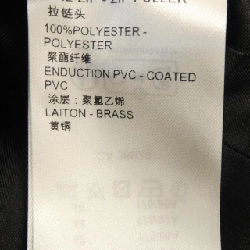 拉链头
100%POLYESTER -
POLYESTER
聚酯纤维
ENDUCTION PVC - COATED
PVC
涂层：聚氯乙烯
LAITON - BRASS
黄铜